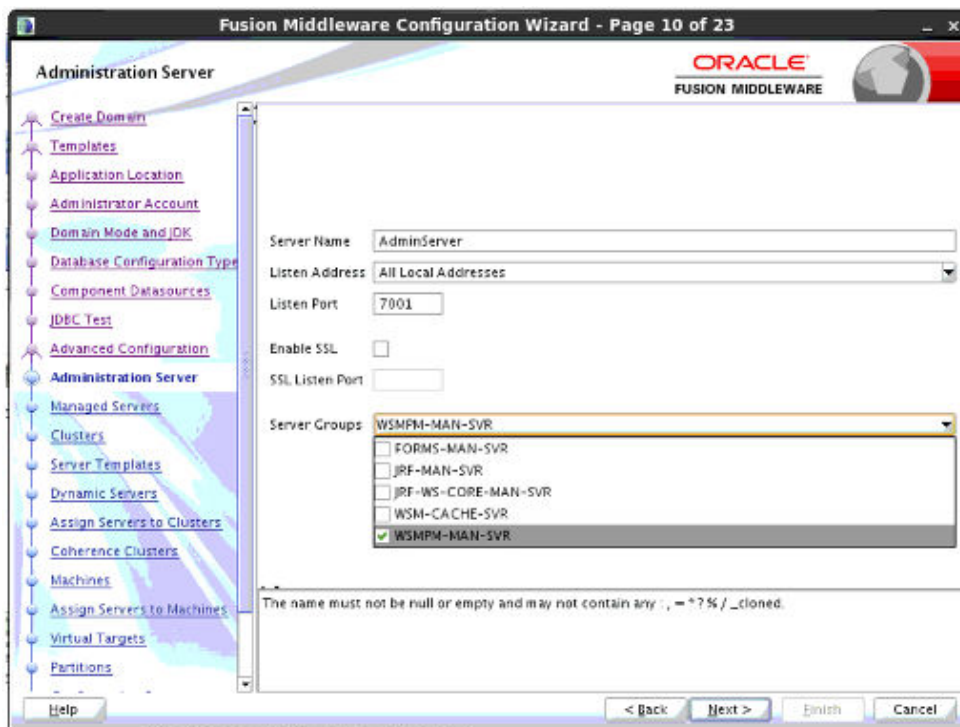 Fusion Middleware Configuration Wizard - Page 10 of 23
Administration Server
ORACLE
FUSION MIDDLEWARE
Create Domain
Templates
Application Location
Administrator Account
Domain Mode and JDK
Database Configuration Type
Component Datasources
JDBC Test
Advanced Configuration
Administration Server
Managed Servers
Clusters
Server Templates
Dynamic Servers
Assign Servers to Clusters
Coherence Clusters
Machines
Assign Servers to Machines
Virtual Targets
Partitions
Server Name AdminServer
Listen Address All Local Addresses
Listen Port 7001
Enable SSL
SSL Listen Port
Server Groups WSMPM-MAN-SVR
FORMS-MAN-SVR
JRF-MAN-SVR
JRF-WS-CORE-MAN-SVR
WSM-CACHE-SVR
WSMPM-MAN-SVR
The name must not be null or empty and may not contain any : , = * ? % / _cloned.
Help < Back Next > Finish Cancel